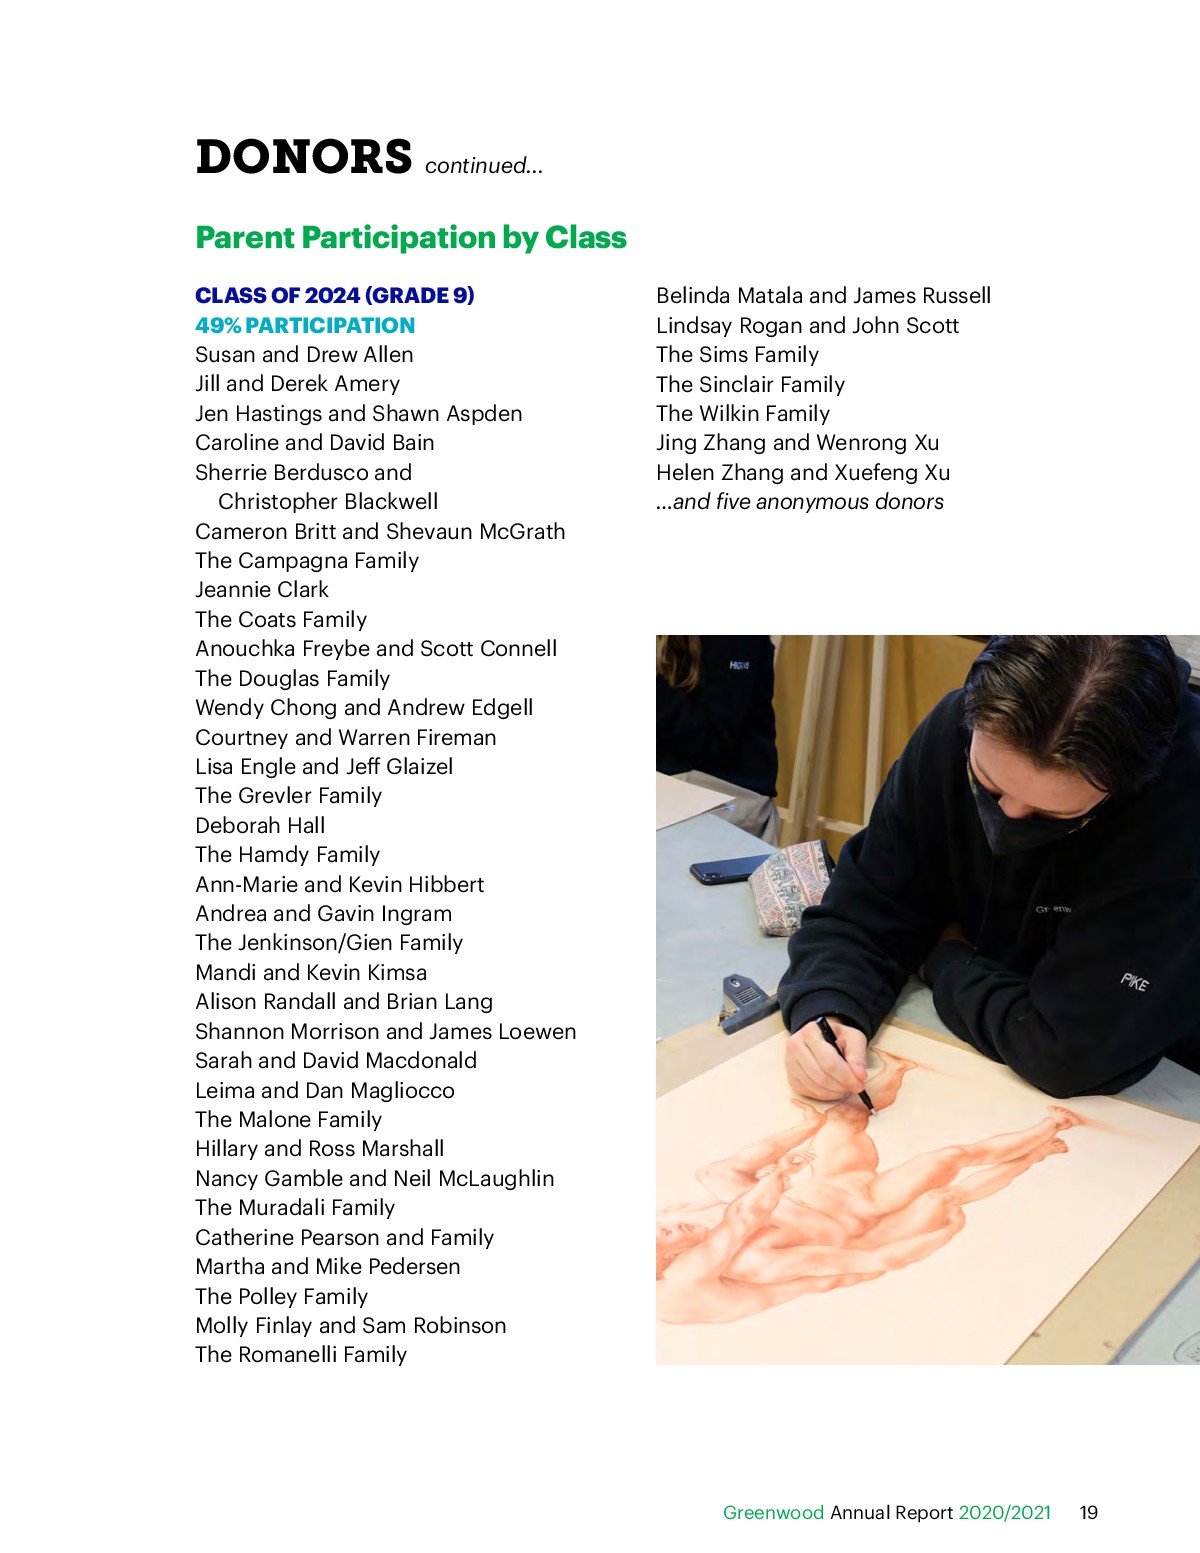 DONORS continued...
Parent Participation by Class
CLASS OF 2024 (GRADE 9)
49% PARTICIPATION
Susan and Drew Allen
Jill and Derek Amery
Jen Hastings and Shawn Aspden
Caroline and David Bain
Sherrie Berdusco and
Christopher Blackwell
Cameron Britt and Shevaun McGrath
The Campagna Family
Jeannie Clark
The Coats Family
Anouchka Freybe and Scott Connell
The Douglas Family
Wendy Chong and Andrew Edgell
Courtney and Warren Fireman
Lisa Engle and Jeff Glaizel
The Grevler Family
Deborah Hall
The Hamdy Family
Ann-Marie and Kevin Hibbert
Andrea and Gavin Ingram
The Jenkinson/Gien Family
Mandi and Kevin Kimsa
Alison Randall and Brian Lang
Shannon Morrison and James Loewen
Sarah and David Macdonald
Leima and Dan Magliocco
The Malone Family
Hillary and Ross Marshall
Nancy Gamble and Neil McLaughlin
The Muradali Family
Catherine Pearson and Family
Martha and Mike Pedersen
The Polley Family
Molly Finlay and Sam Robinson
The Romanelli Family
Belinda Matala and James Russell
Lindsay Rogan and John Scott
The Sims Family
The Sinclair Family
The Wilkin Family
Jing Zhang and Wenrong Xu
Helen Zhang and Xuefeng Xu
...and five anonymous donors
PIKE
Greenwood Annual Report 2020/2021 19